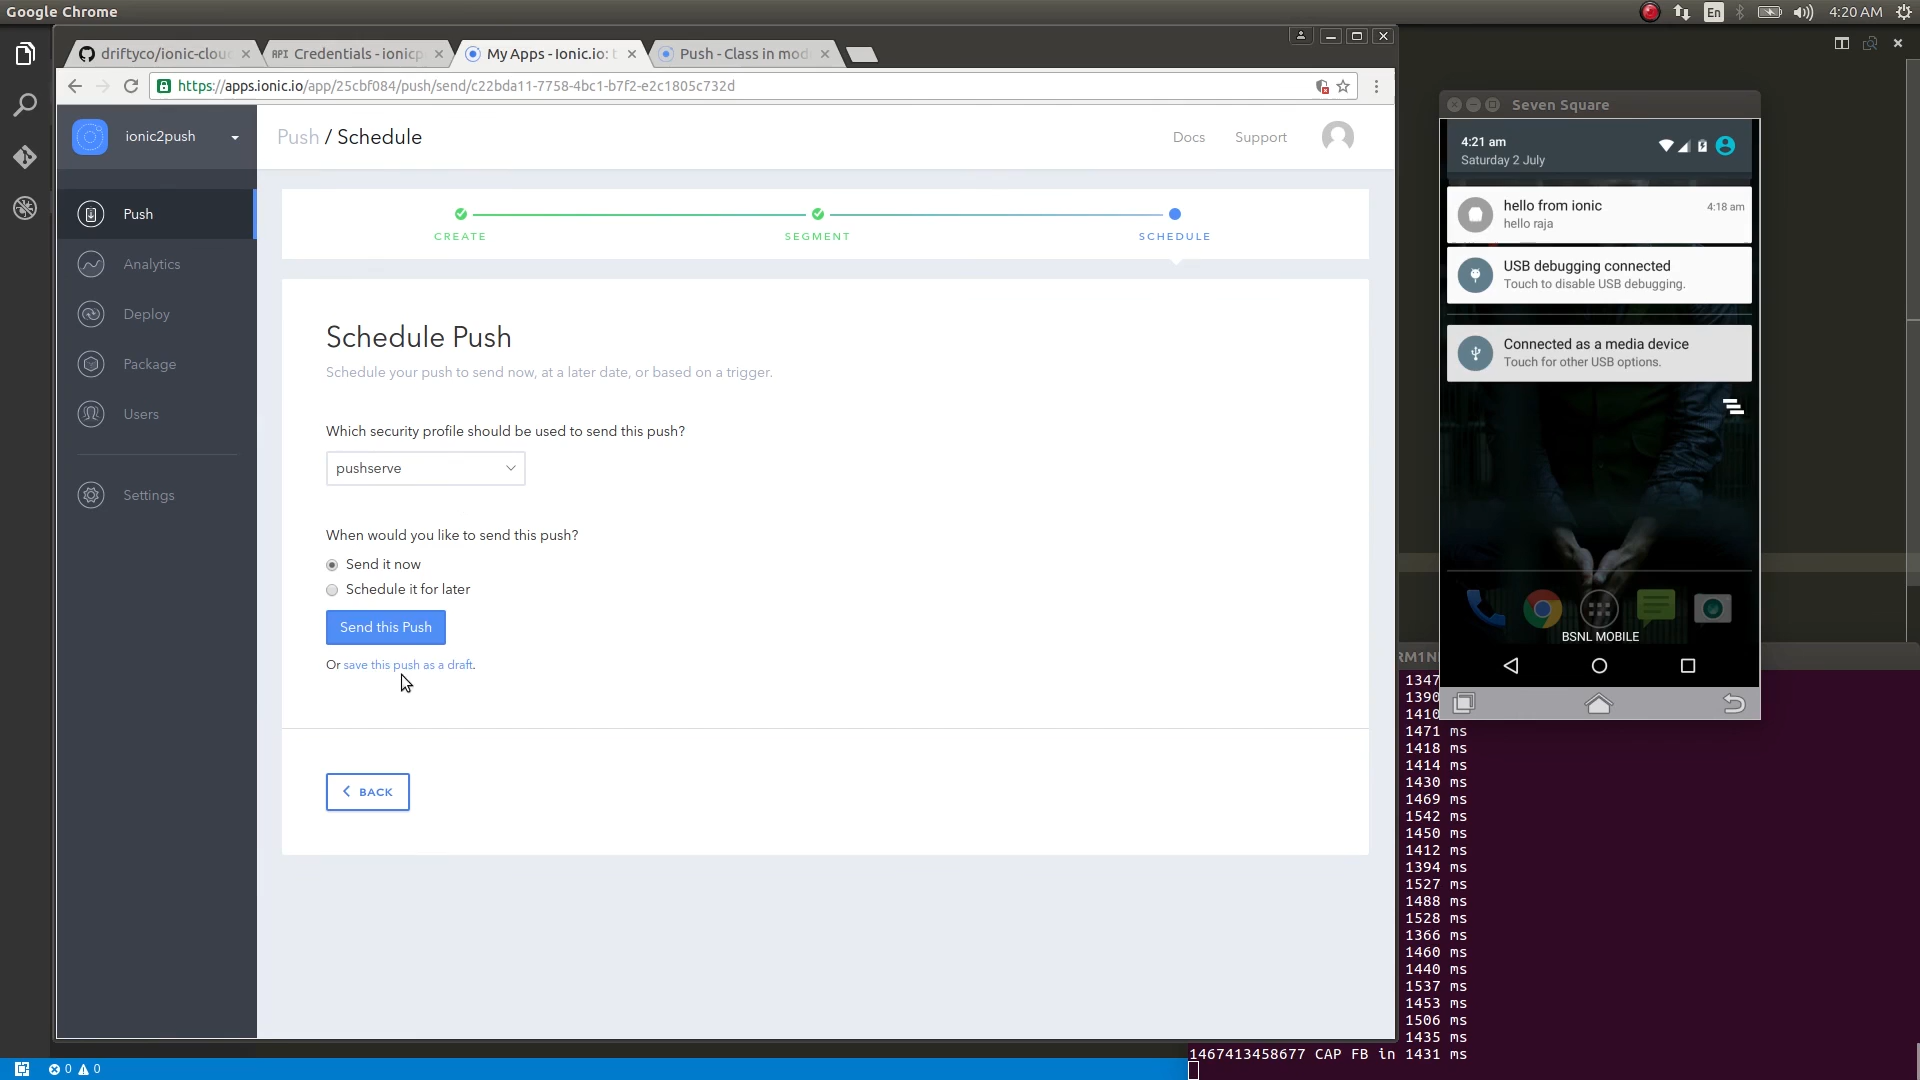 Google Chrome
En
4:20 AM
driftyco/ionic-clou
API Credentials - ionicp
My Apps - Ionic.io: t
Push - Class in mod
https://apps.ionic.io/app/25cbf084/push/send/c22bda11-7758-4bc1-b7f2-e2c1805c732d
ionic2push
Push / Schedule
Docs
Support
Push
Analytics
Deploy
Package
Users
Settings
CREATE
SEGMENT
SCHEDULE
Schedule Push
Schedule your push to send now, at a later date, or based on a trigger.
Which security profile should be used to send this push?
pushserve
When would you like to send this push?
Send it now
Schedule it for later
Send this Push
Or save this push as a draft.
BACK
Seven Square
4:21 am
Saturday 2 July
hello from ionic
4:18 am
hello raja
USB debugging connected
Touch to disable USB debugging.
Connected as a media device
Touch for other USB options.
BSNL MOBILE
1347
1390
1410
1471 ms
1418 ms
1414 ms
1430 ms
1469 ms
1542 ms
1450 ms
1412 ms
1394 ms
1527 ms
1488 ms
1528 ms
1366 ms
1460 ms
1440 ms
1537 ms
1453 ms
1506 ms
1435 ms
1467413458677 CAP FB in 1431 ms
0
0